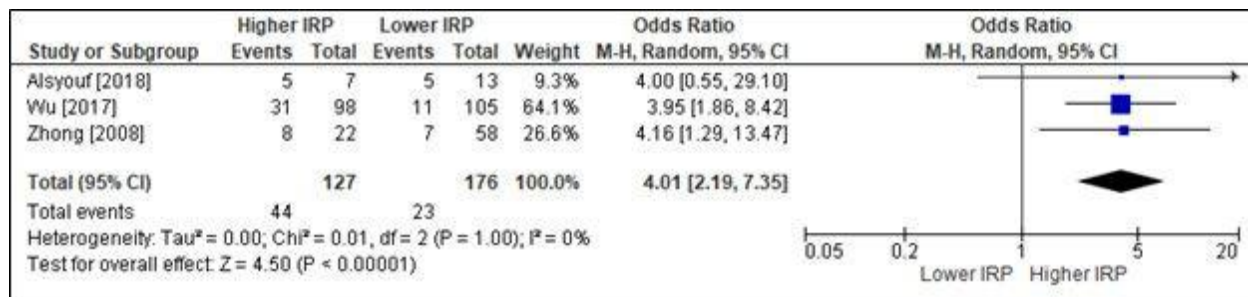 Higher IRP Lower IRP Odds Ratio Odds Ratio
Study or Subgroup Events Total Events Total Weight M-H, Random, 95% CI M-H, Random, 95% CI
Alsyouf [2018] 5 7 5 13 9.3% 4.00 [0.55, 29.10]
Wu [2017] 31 98 11 105 64.1% 3.95 [1.86, 8.42]
Zhong [2008] 8 22 7 58 26.6% 4.16 [1.29, 13.47]
Total (95% CI) 127 176 100.0% 4.01 [2.19, 7.35]
Total events 44 23
Heterogeneity: Tau² = 0.00; Chi² = 0.01, df = 2 (P = 1.00); I² = 0%
Test for overall effect: Z = 4.50 (P < 0.00001)
0.05 0.2 1 5 20
Lower IRP Higher IRP